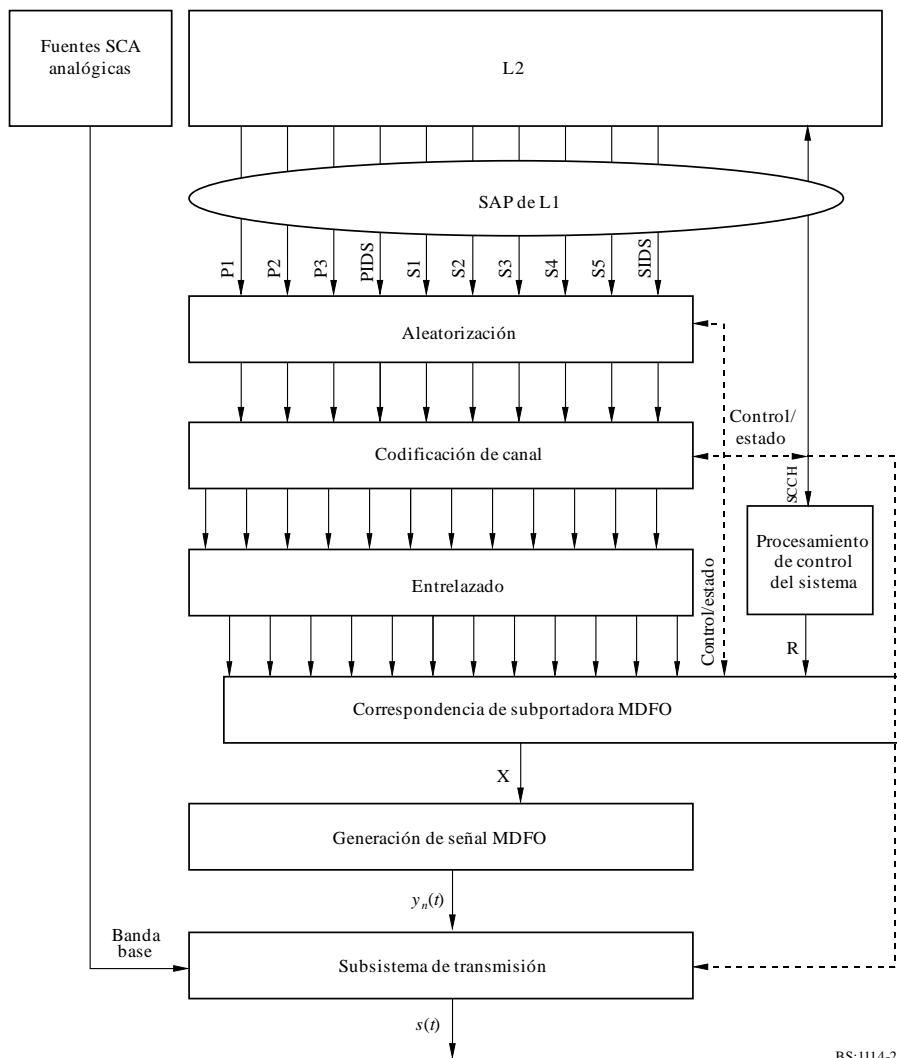 Fuentes SCA
analógicas
L2
SAP de L1
P1
P2
P3
PIDS
S1
S2
S3
S4
S5
SIDS
Aleatorización
Control/
estado
Codificación de canal
SCCH
Procesamiento
de control
del sistema
Entrelazado
Control/estado
R
Correspondencia de subportadora MDFO
X
Generación de señal MDFO
yn(t)
Banda
base
Subsistema de transmisión
s(t)
BS:1114-2